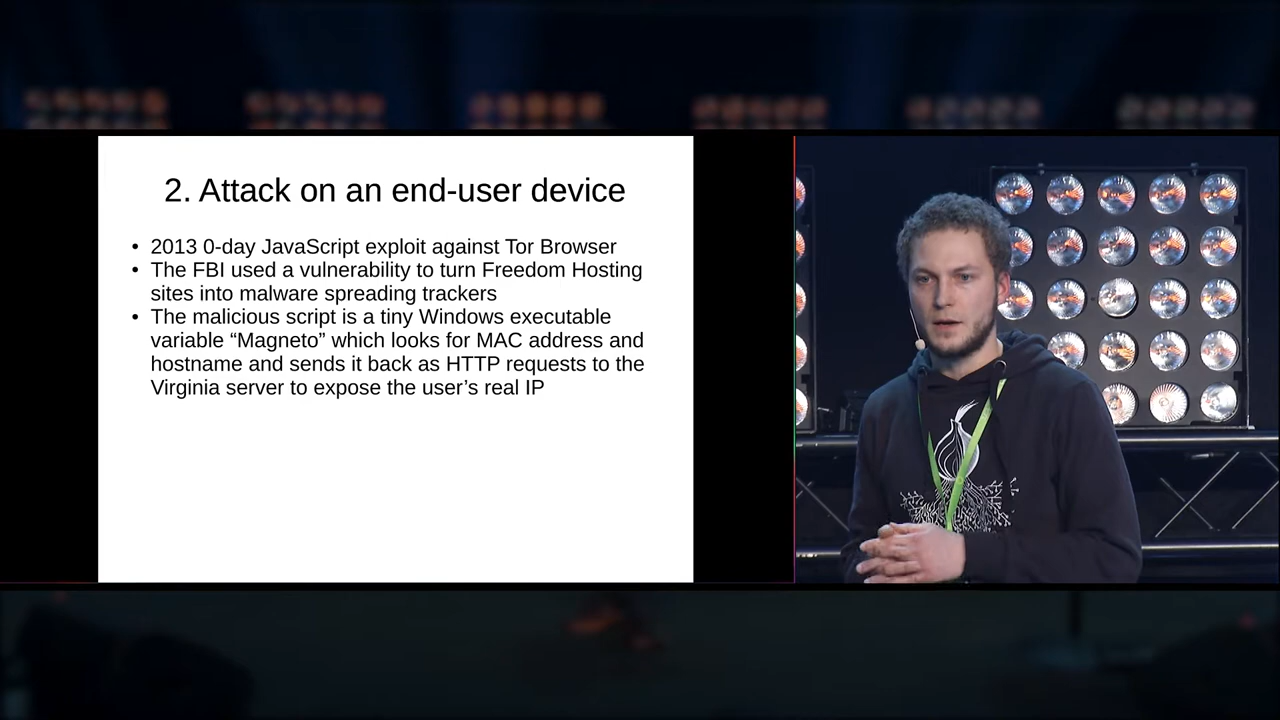 2. Attack on an end-user device
• 2013 0-day JavaScript exploit against Tor Browser
• The FBI used a vulnerability to turn Freedom Hosting
sites into malware spreading trackers
• The malicious script is a tiny Windows executable
variable “Magneto” which looks for MAC address and
hostname and sends it back as HTTP requests to the
Virginia server to expose the user’s real IP